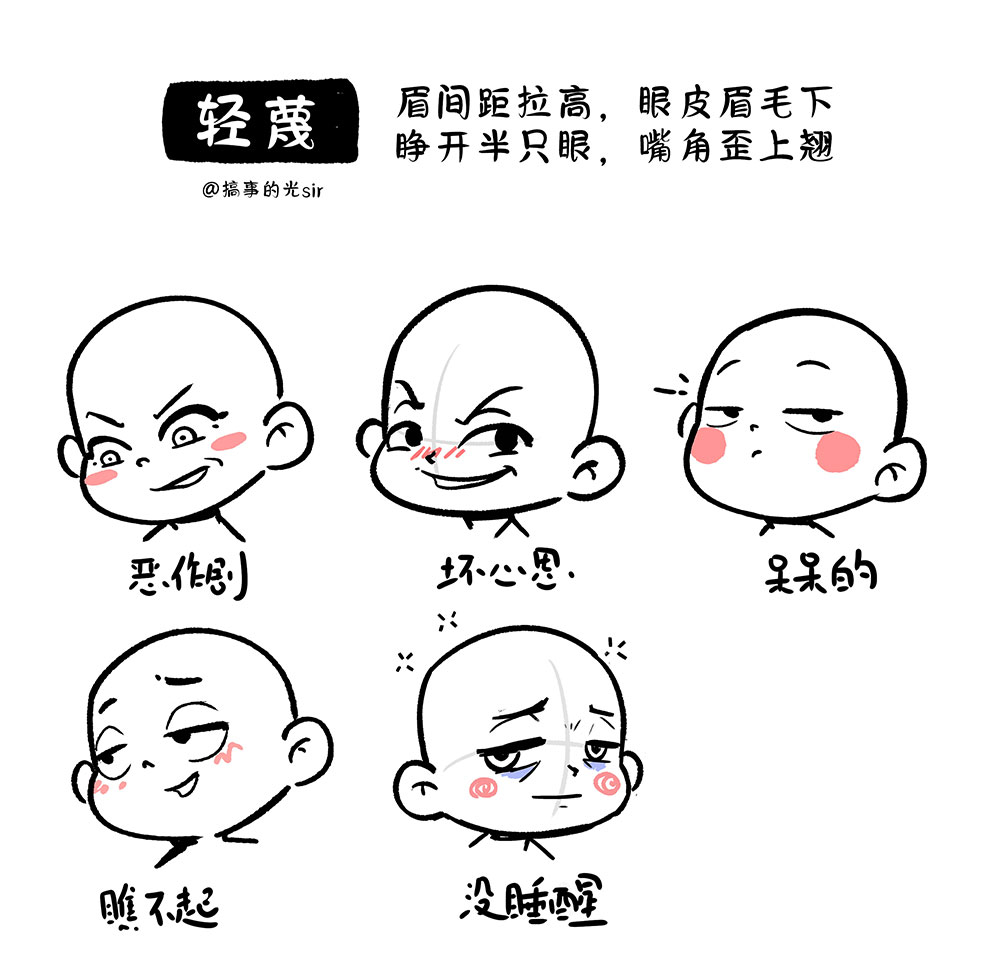 轻蔑
眉间距拉高，眼皮眉毛下
睁开半只眼，嘴角歪上翘
@搞事的光sir
恶作剧
坏心思.
呆呆的
瞧不起
没睡醒